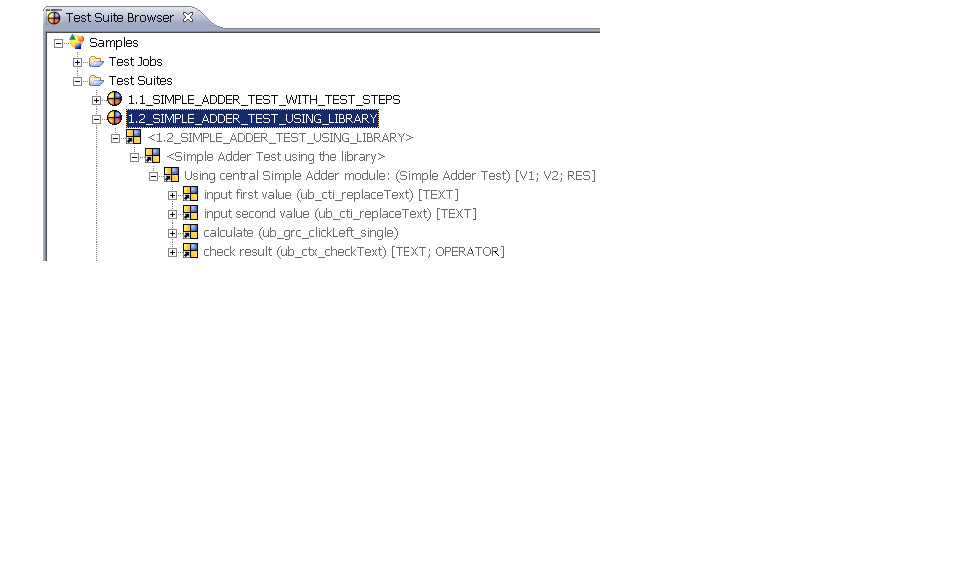 Test Suite Browser
Samples
Test Jobs
Test Suites
1.1_SIMPLE_ADDER_TEST_WITH_TEST_STEPS
1.2_SIMPLE_ADDER_TEST_USING_LIBRARY
<1.2_SIMPLE_ADDER_TEST_USING_LIBRARY>
<Simple Adder Test using the library>
Using central Simple Adder module: (Simple Adder Test) [V1; V2; RES]
input first value (ub_cti_replaceText) [TEXT]
input second value (ub_cti_replaceText) [TEXT]
calculate (ub_grc_clickLeft_single)
check result (ub_ctx_checkText) [TEXT; OPERATOR]